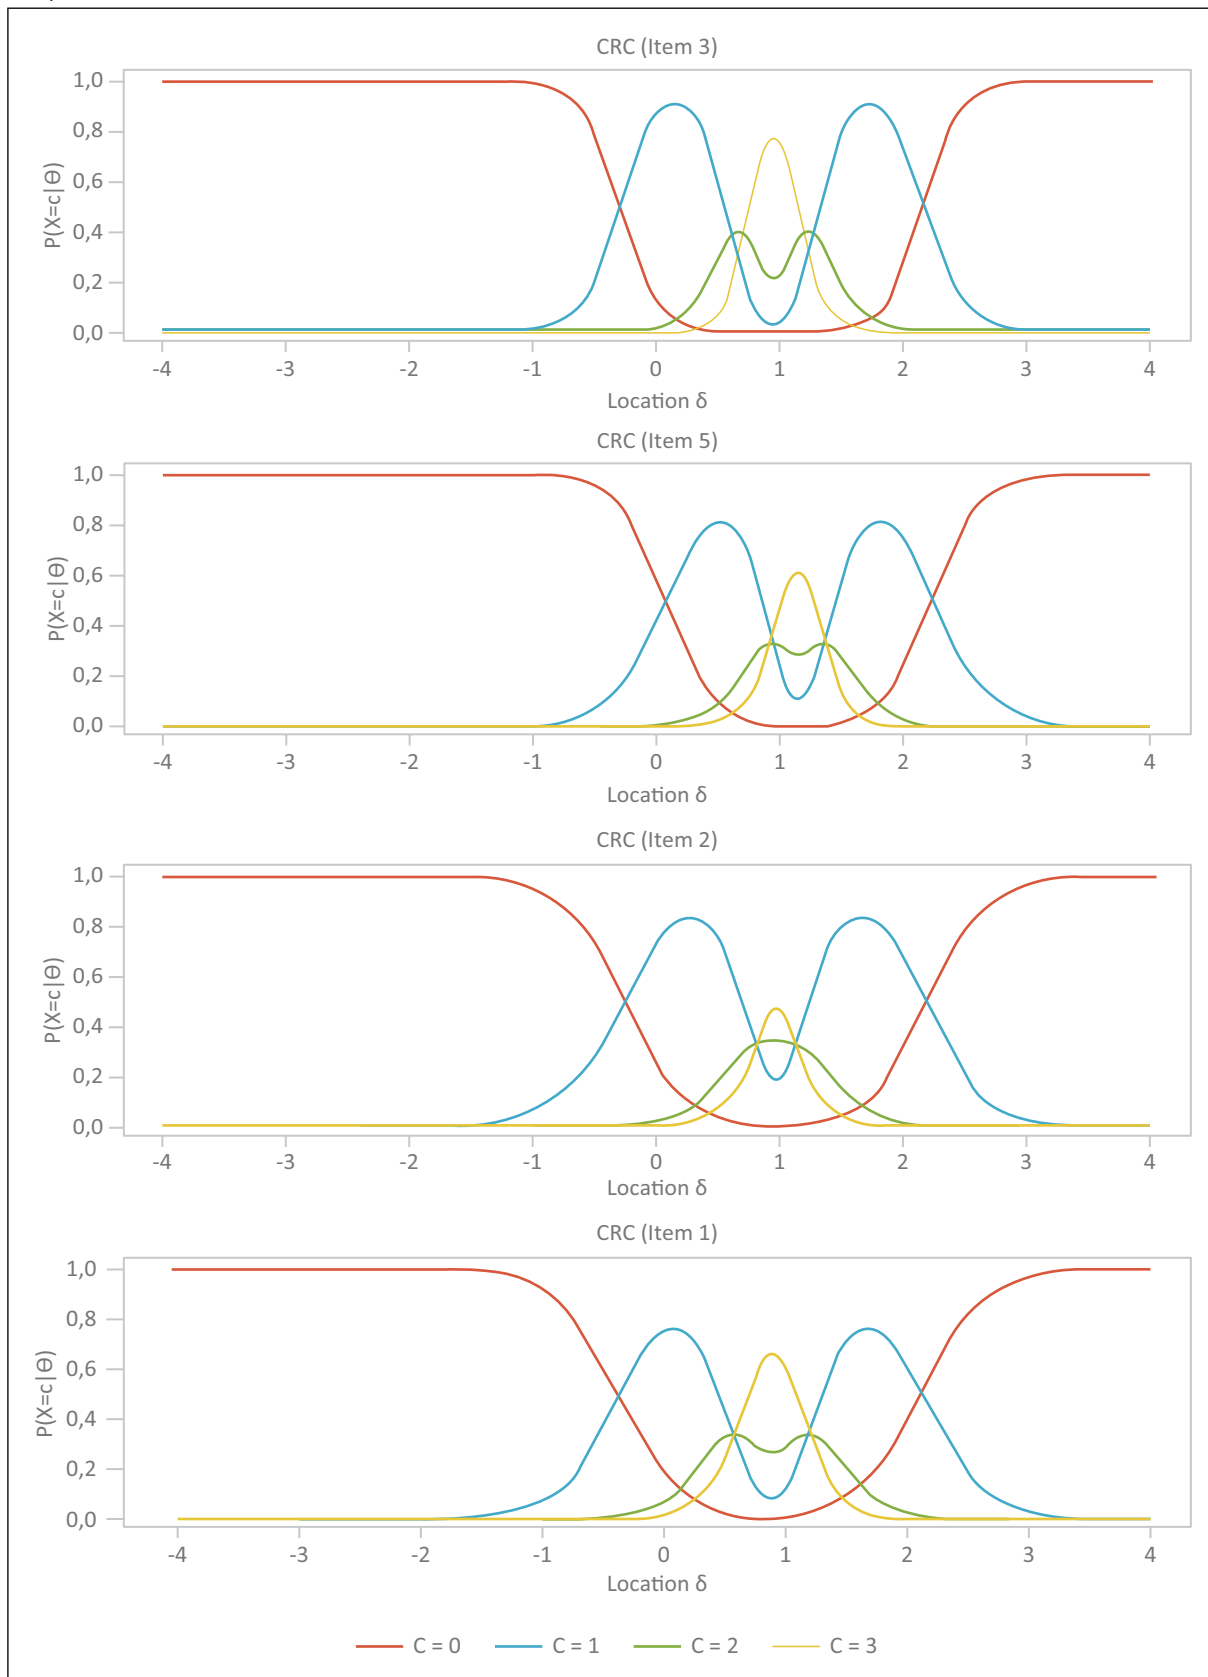 CRC (Item 3)
1,0
0,8
0,6
0,4
0,2
0,0
P(X=c|Θ)
-4 -3 -2 -1 0 1 2 3 4
Location δ
CRC (Item 5)
1,0
0,8
0,6
0,4
0,2
0,0
P(X=c|Θ)
-4 -3 -2 -1 0 1 2 3 4
Location δ
CRC (Item 2)
1,0
0,8
0,6
0,4
0,2
0,0
P(X=c|Θ)
-4 -3 -2 -1 0 1 2 3 4
Location δ
CRC (Item 1)
1,0
0,8
0,6
0,4
0,2
0,0
P(X=c|Θ)
-4 -3 -2 -1 0 1 2 3 4
Location δ
C = 0 C = 1 C = 2 C = 3